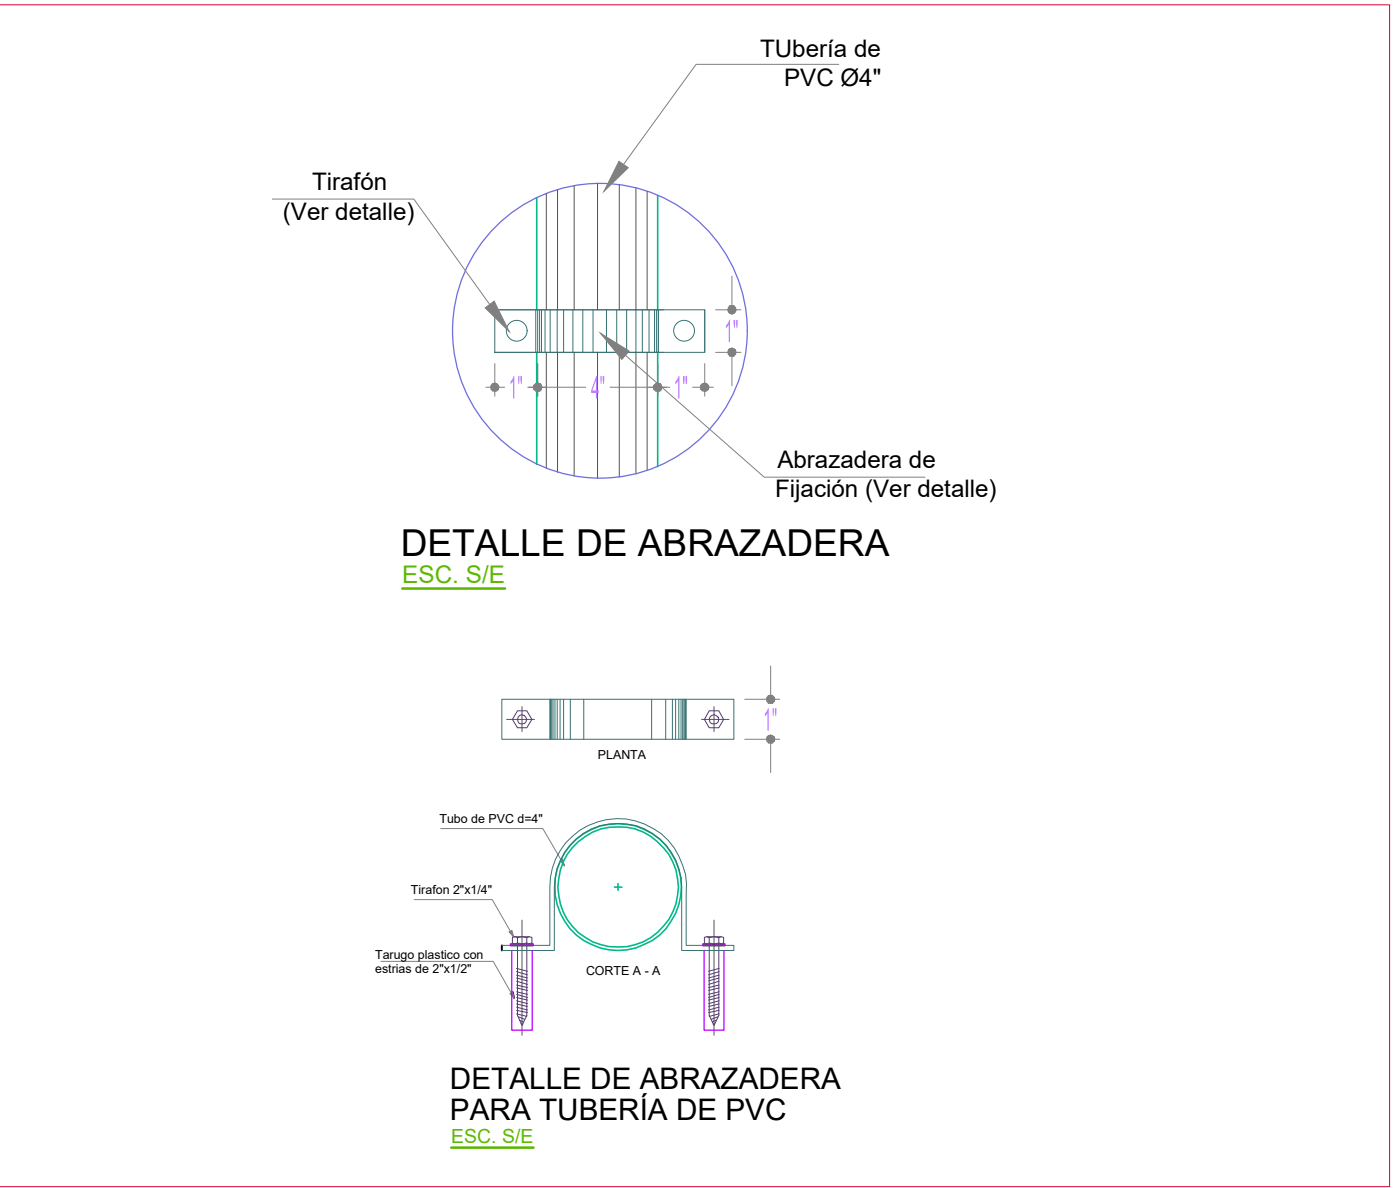 TUbería de
PVC Ø4"
Tirafón
(Ver detalle)
1"
1"
4"
1"
Abrazadera de
Fijación (Ver detalle)
DETALLE DE ABRAZADERA
ESC. S/E
1"
PLANTA
Tubo de PVC d=4"
Tirafon 2"x1/4"
Tarugo plastico con
estrias de 2"x1/2"
CORTE A - A
DETALLE DE ABRAZADERA
PARA TUBERÍA DE PVC
ESC. S/E